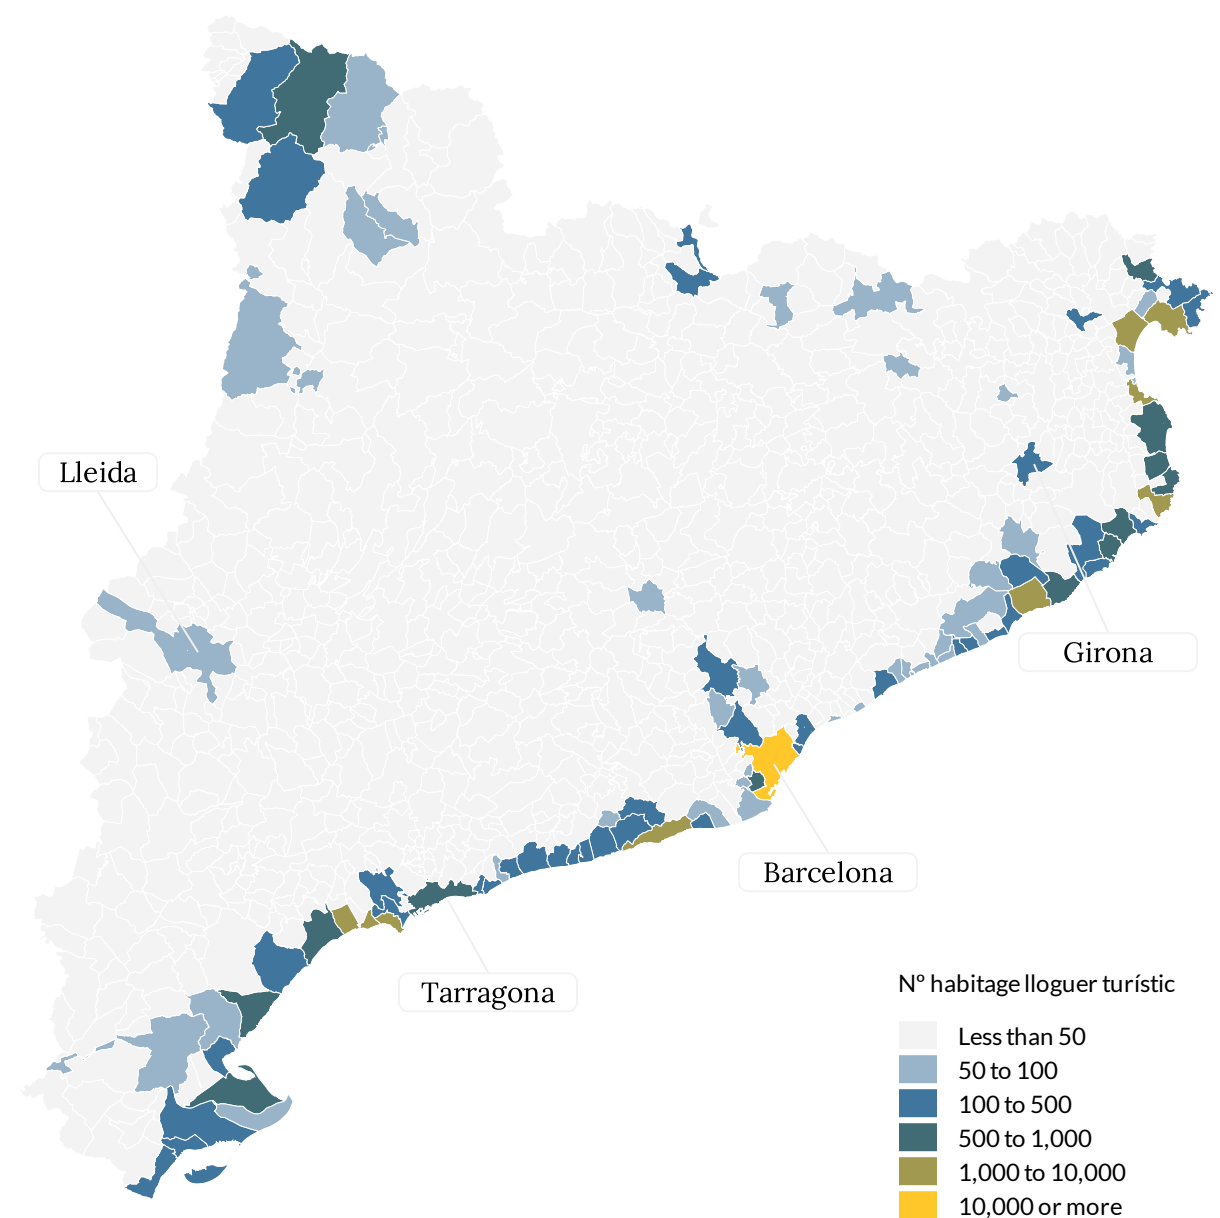 Lleida
Girona
Barcelona
Tarragona
Nº habitage lloguer turístic
Less than 50
50 to 100
100 to 500
500 to 1,000
1,000 to 10,000
10,000 or more